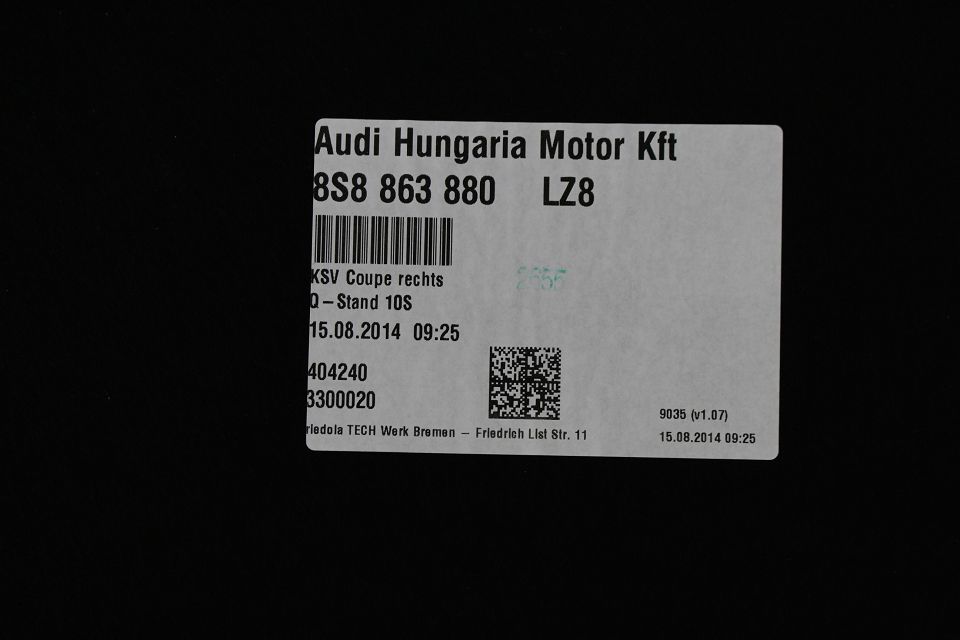 Audi Hungaria Motor Kft
8S8 863 880 LZ8
KSV Coupe rechts
Q-Stand 10S
15.08.2014 09:25
404240
3300020
9035 (v1.07)
riedola TECH Werk Bremen – Friedrich List Str. 11
15.08.2014 09:25